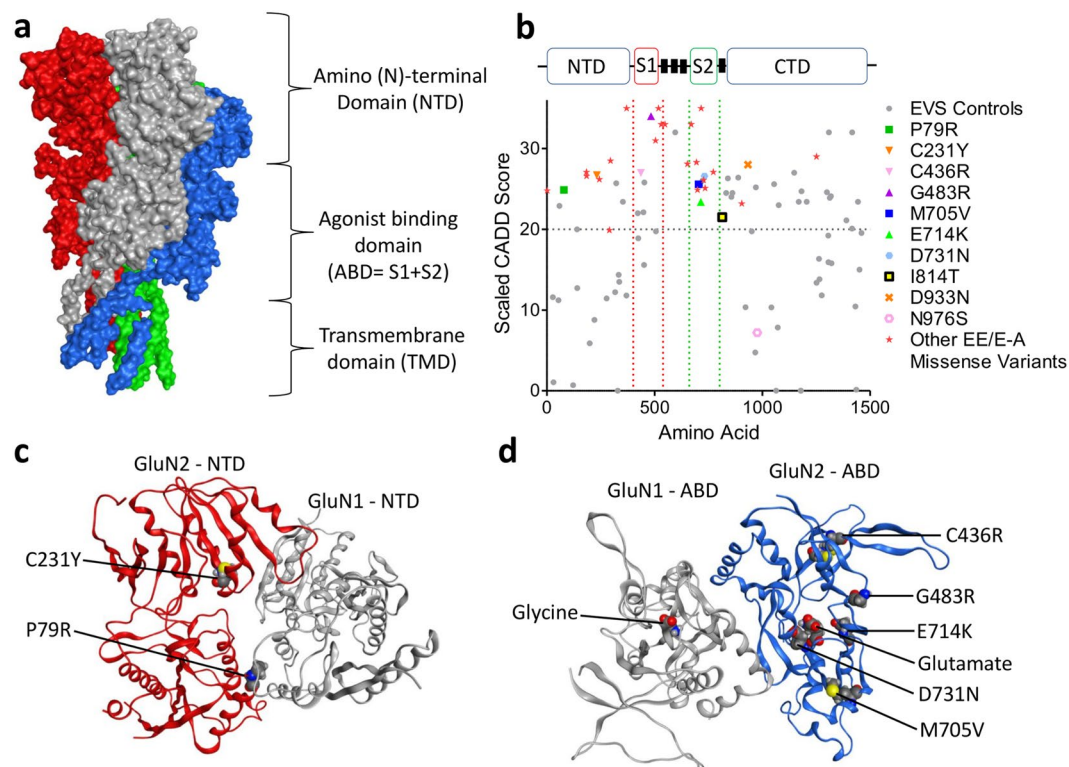 a
Amino (N)-terminal
Domain (NTD)
Agonist binding
domain
(ABD= S1+S2)
Transmembrane
domain (TMD)
b
NTD
S1
S2
CTD
Scaled CADD Score
30
20
10
0
0
500
1000
1500
Amino Acid
EVS Controls
P79R
C231Y
C436R
G483R
M705V
E714K
D731N
I814T
D933N
N976S
Other EE/E-A
Missense Variants
c
GluN2 - NTD
GluN1 - NTD
C231Y
P79R
d
GluN2 - ABD
GluN1 - ABD
Glycine
C436R
G483R
E714K
Glutamate
D731N
M705V